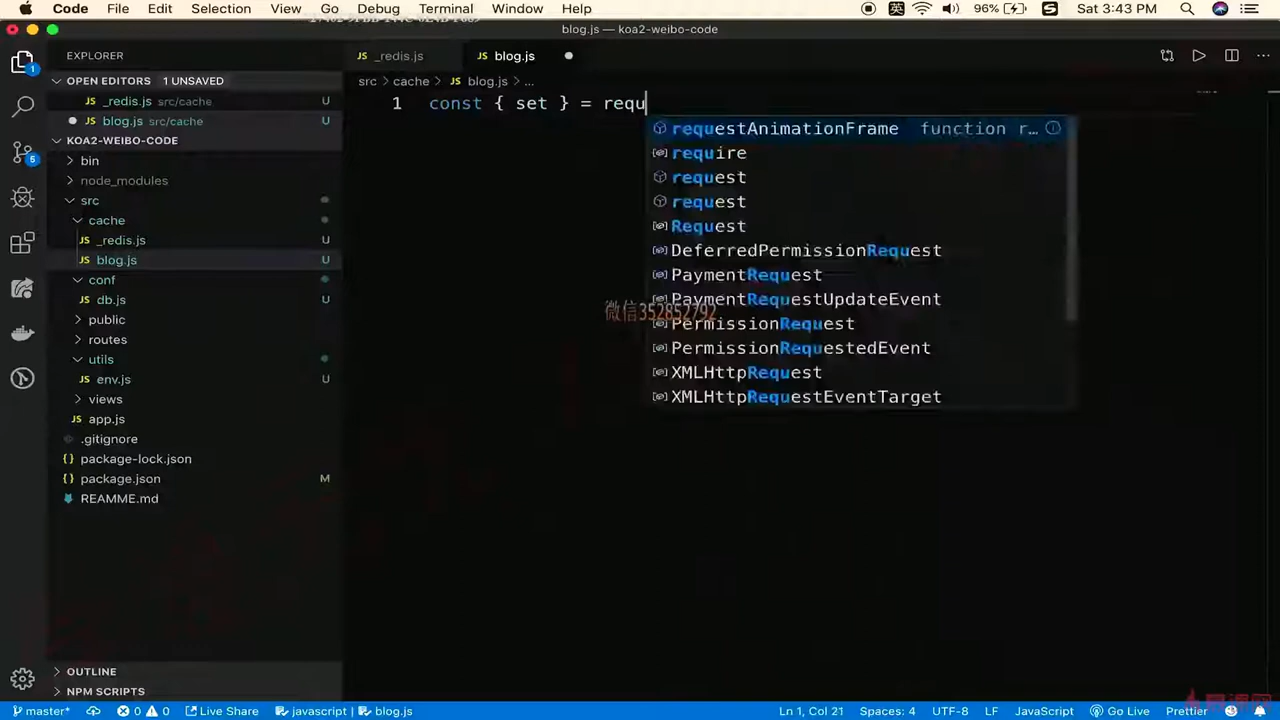 Code File Edit Selection View Go Debug Terminal Window Help 英 96% S Sat 3:43 PM
blog.js — koa2-weibo-code
EXPLORER
1
OPEN EDITORS 1 UNSAVED
_redis.js src/cache U
blog.js src/cache U
KOA2-WEIBO-CODE
5
bin
node_modules
src
cache
_redis.js U
blog.js U
conf
db.js U
public
routes
utils
env.js U
views
app.js
.gitignore
package-lock.json
package.json M
REAMME.md
OUTLINE
NPM SCRIPTS
_redis.js blog.js
src > cache > blog.js > ...
1 const { set } = requ
requestAnimationFrame function r…
require
request
request
Request
DeferredPermissionRequest
PaymentRequest
PaymentRequestUpdateEvent
PermissionRequest
PermissionRequestedEvent
XMLHttpRequest
XMLHttpRequestEventTarget
微信352852792
master* 0 0 Live Share javascript | blog.js Ln 1, Col 21 Spaces: 4 UTF-8 LF JavaScript Go Live Prettier